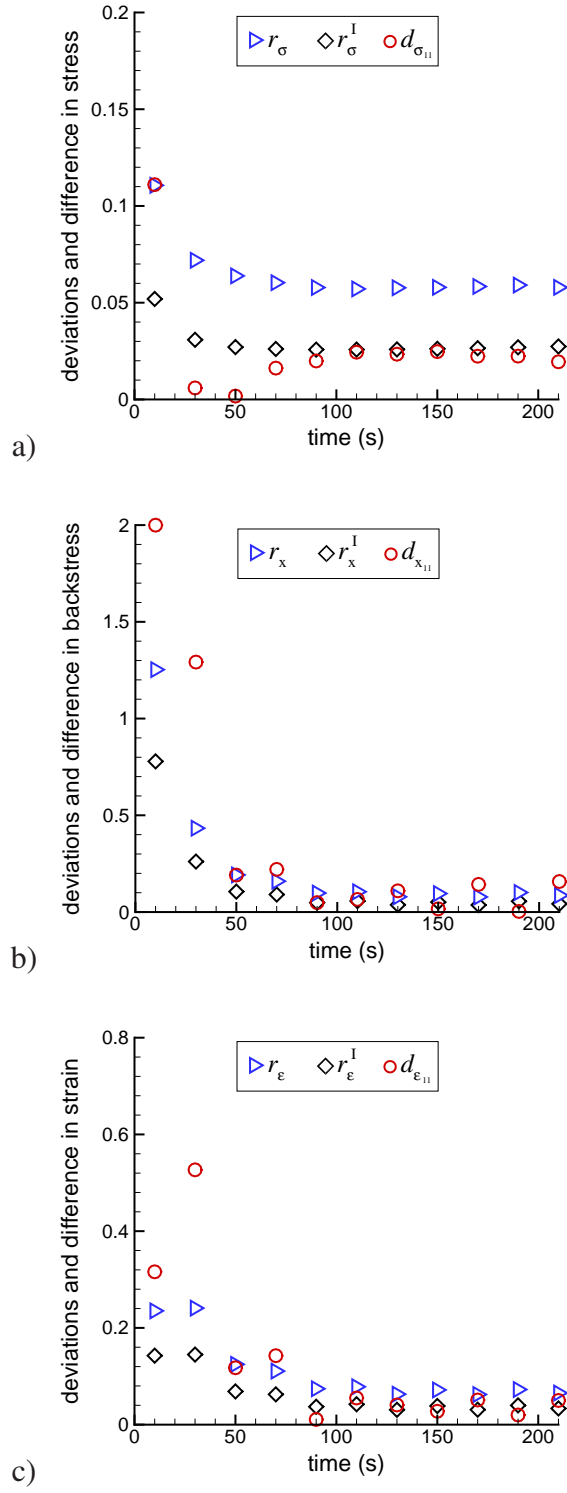 r_σ r_σ^I d_σ₁₁
deviations and difference in stress
0.2
0.15
0.1
0.05
0
0 50 100 150 200
time (s)
a)
r_x r_x^I d_x₁₁
deviations and difference in backstress
2
1.5
1
0.5
0
0 50 100 150 200
time (s)
b)
r_ε r_ε^I d_ε₁₁
deviations and difference in strain
0.8
0.6
0.4
0.2
0
0 50 100 150 200
time (s)
c)